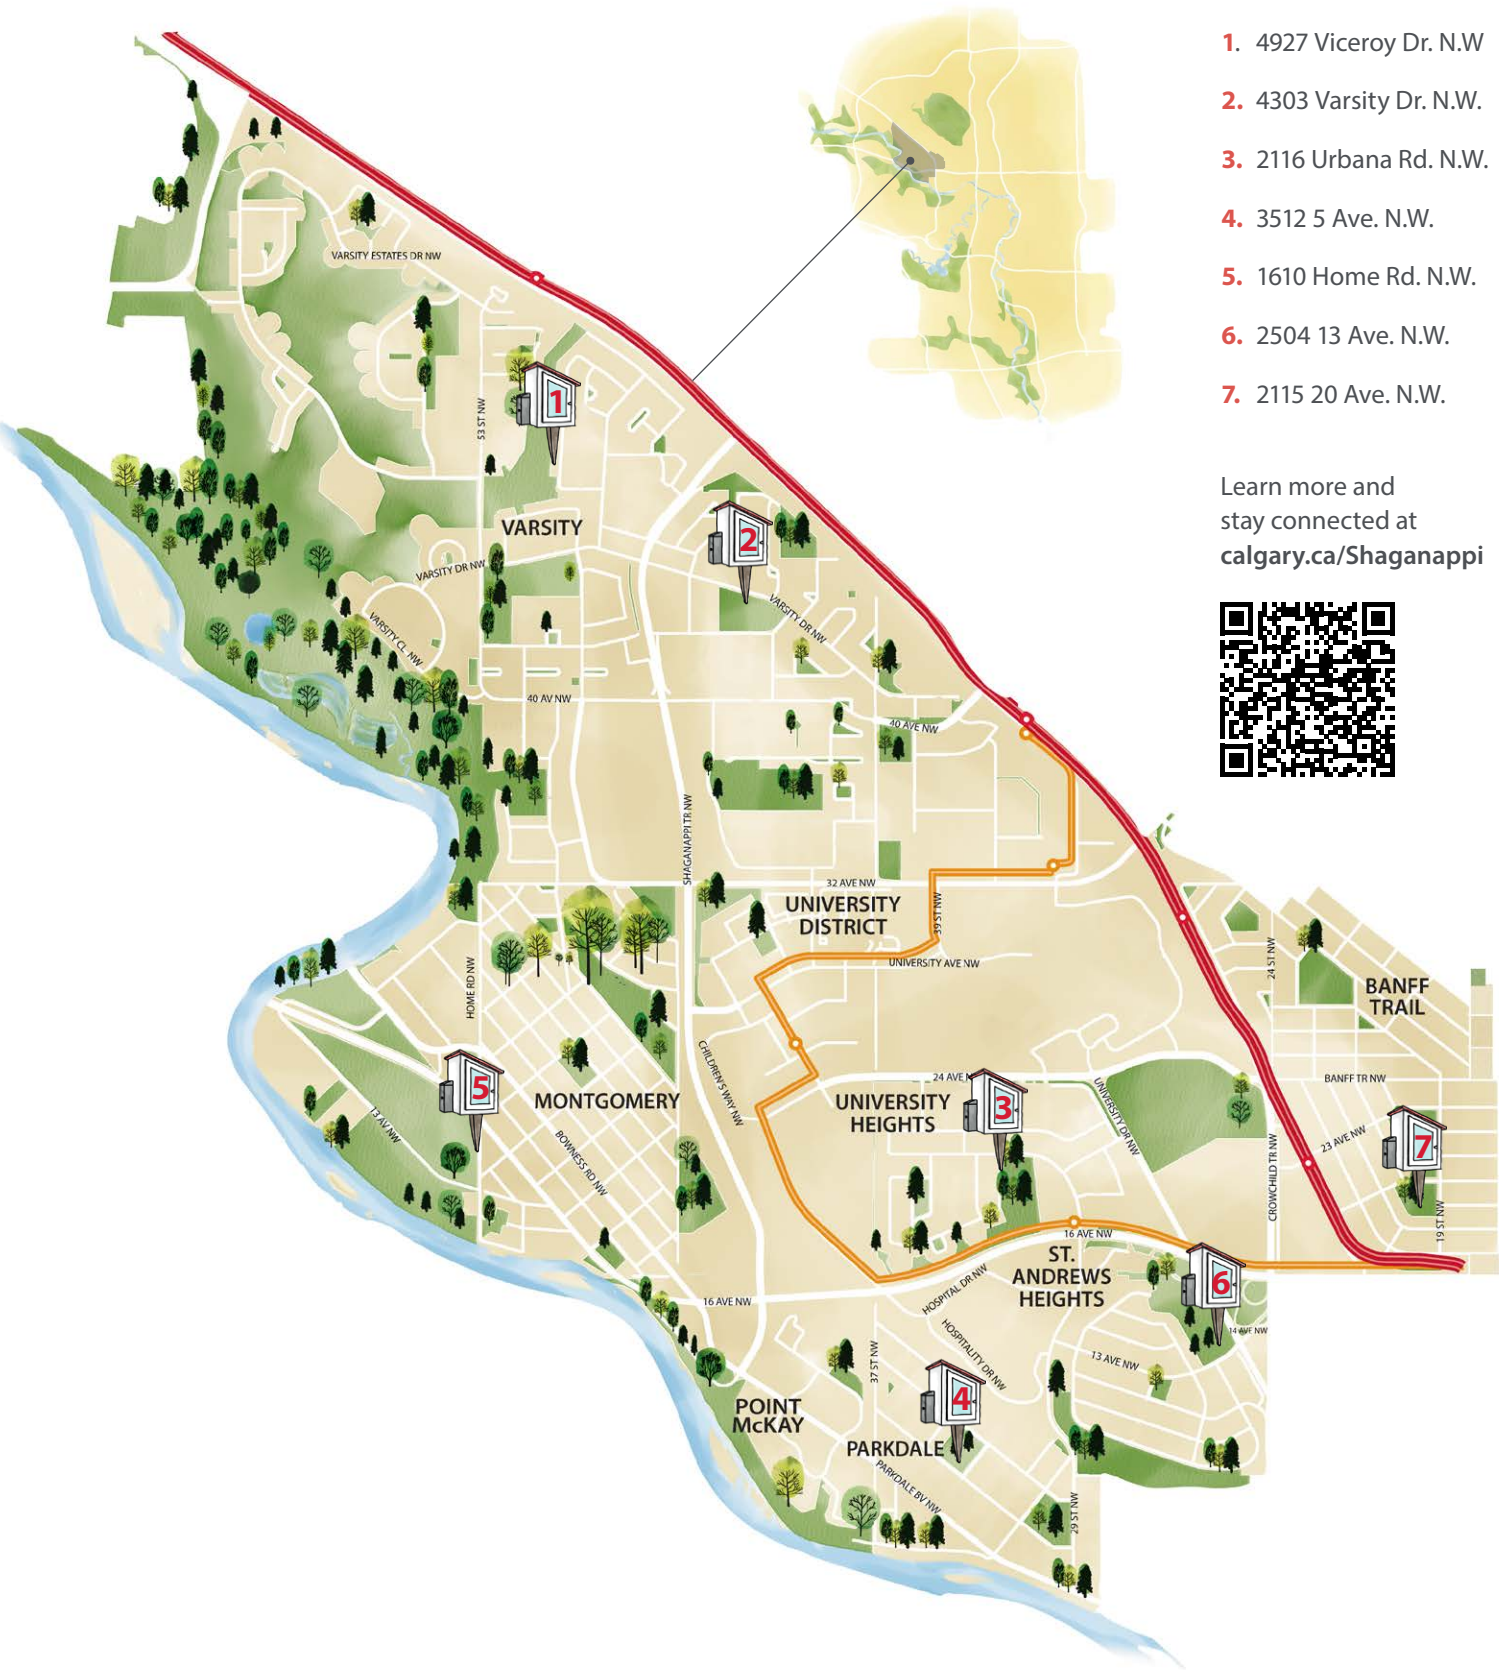 1. 4927 Viceroy Dr. N.W
2. 4303 Varsity Dr. N.W.
3. 2116 Urbana Rd. N.W.
4. 3512 5 Ave. N.W.
5. 1610 Home Rd. N.W.
6. 2504 13 Ave. N.W.
7. 2115 20 Ave. N.W.
Learn more and
stay connected at
calgary.ca/Shaganappi
VARSITY ESTATES DR NW
53 ST NW
1
VARSITY
2
VARSITY DR NW
VARSITY DR NW
VARSITY CL NW
40 AV NW
40 AVE NW
SHAGANAPPI TR NW
32 AVE NW
UNIVERSITY
DISTRICT
39 ST NW
UNIVERSITY AVE NW
24 ST NW
BANFF
TRAIL
HOME RD NW
CHILDREN'S WAY NW
5
MONTGOMERY
13 AV NW
BOWNESS RD NW
24 AVE N
UNIVERSITY
HEIGHTS
3
UNIVERSITY DR NW
BANFF TR NW
23 AVE NW
7
CROWCHILD TR NW
19 ST NW
16 AVE NW
ST.
ANDREWS
HEIGHTS
6
HOSPITAL DR NW
16 AVE NW
14 AVE NW
HOSPITALITY DR NW
13 AVE NW
37 ST NW
4
POINT
McKAY
PARKDALE
PARKDALE BV NW
29 ST NW